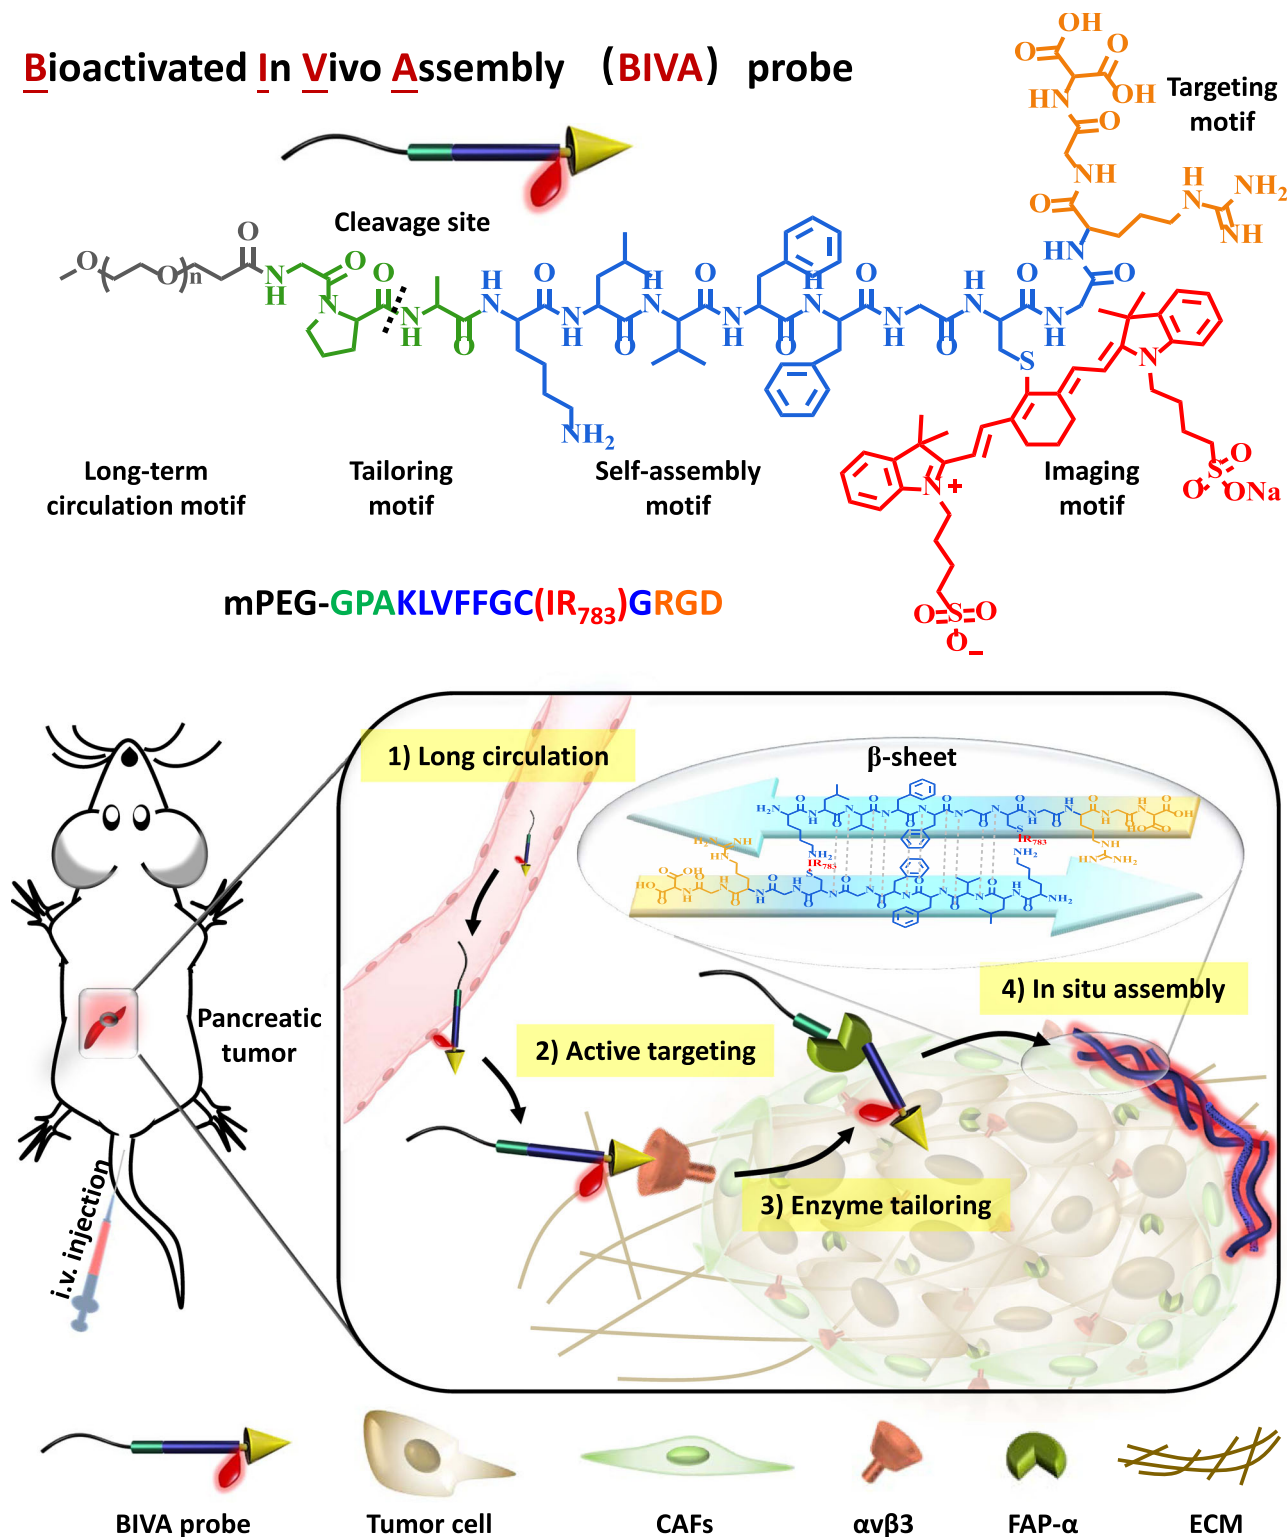 Bioactivated In Vivo Assembly (BIVA) probe
Targeting
motif
Cleavage site
Long-term
circulation motif
Tailoring
motif
Self-assembly
motif
Imaging
motif
mPEG-GPAKLVFFGC(IR783)GRGD
1) Long circulation
β-sheet
IR783
IR783
4) In situ assembly
2) Active targeting
3) Enzyme tailoring
Pancreatic
tumor
i.v. injection
BIVA probe
Tumor cell
CAFs
αvβ3
FAP-α
ECM